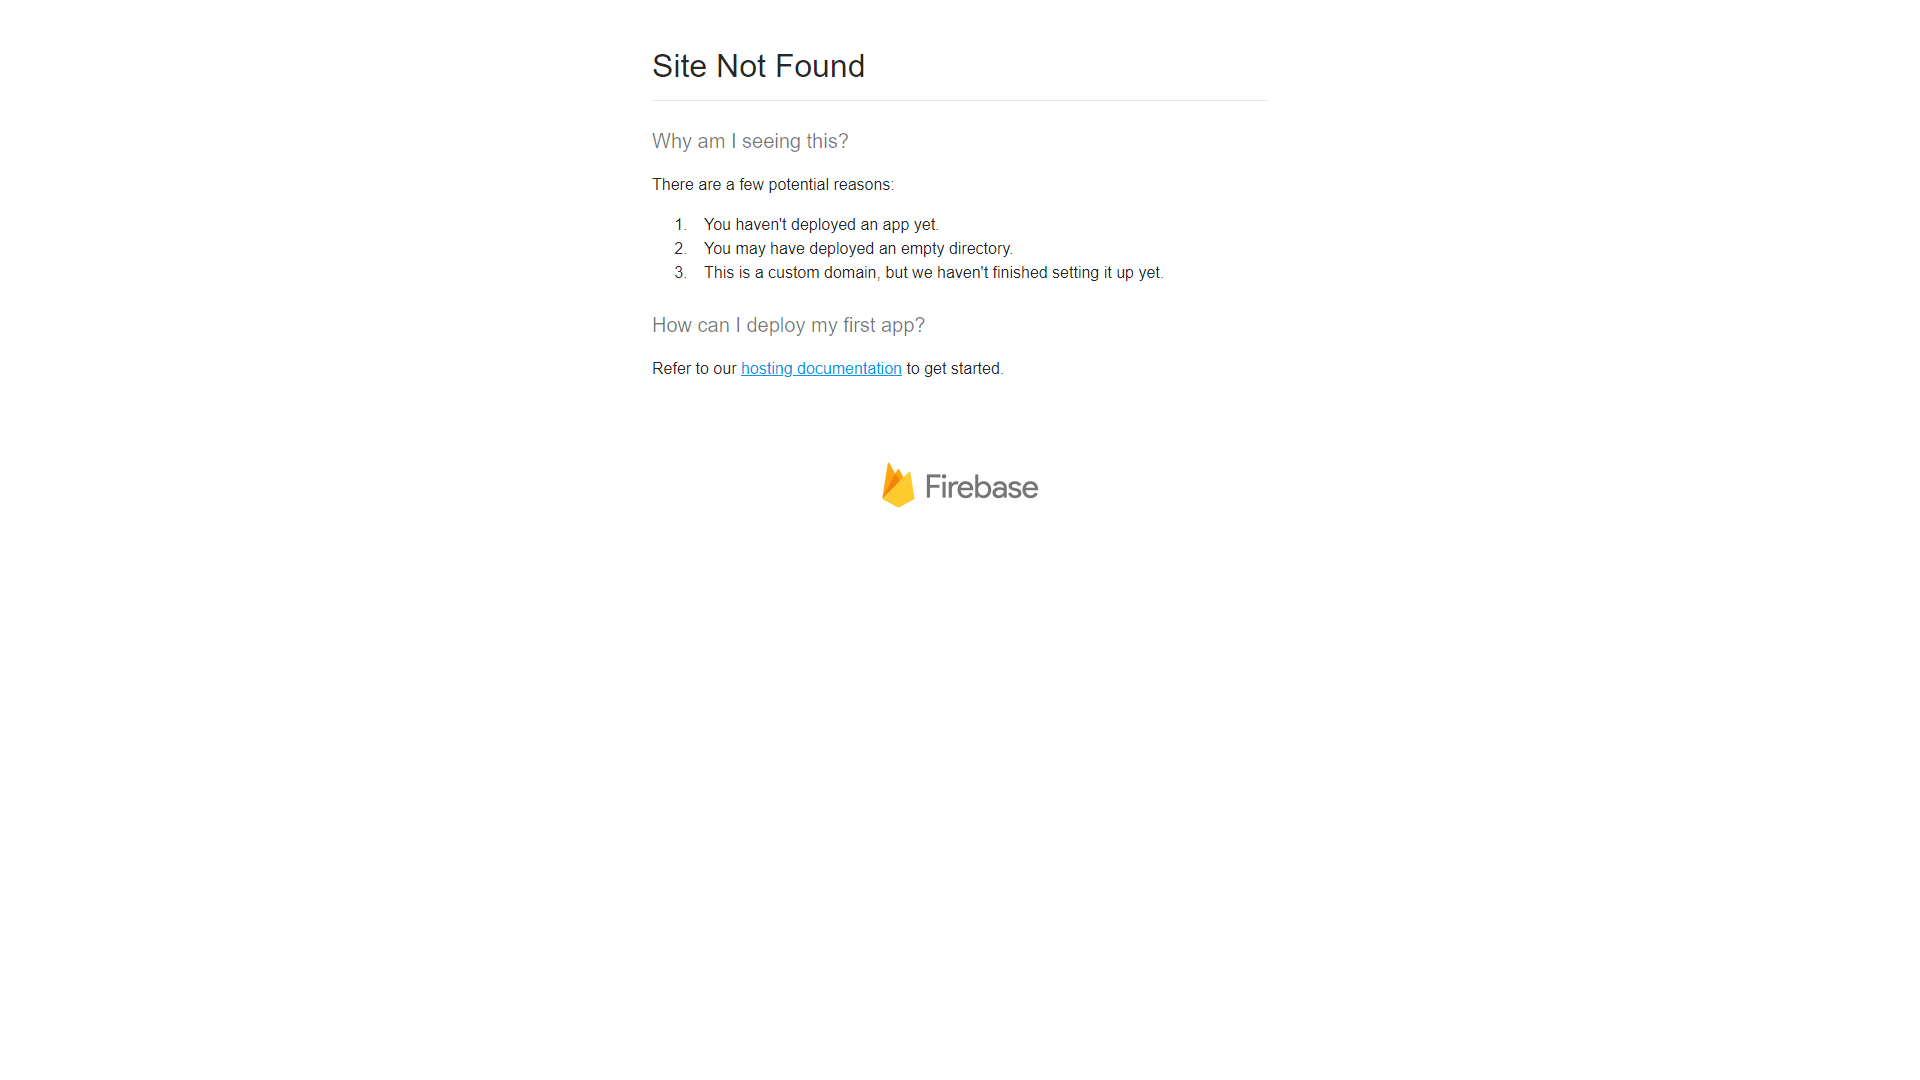 Site Not Found
Why am I seeing this?
There are a few potential reasons:
1. You haven't deployed an app yet.
2. You may have deployed an empty directory.
3. This is a custom domain, but we haven't finished setting it up yet.
How can I deploy my first app?
Refer to our hosting documentation to get started.
Firebase